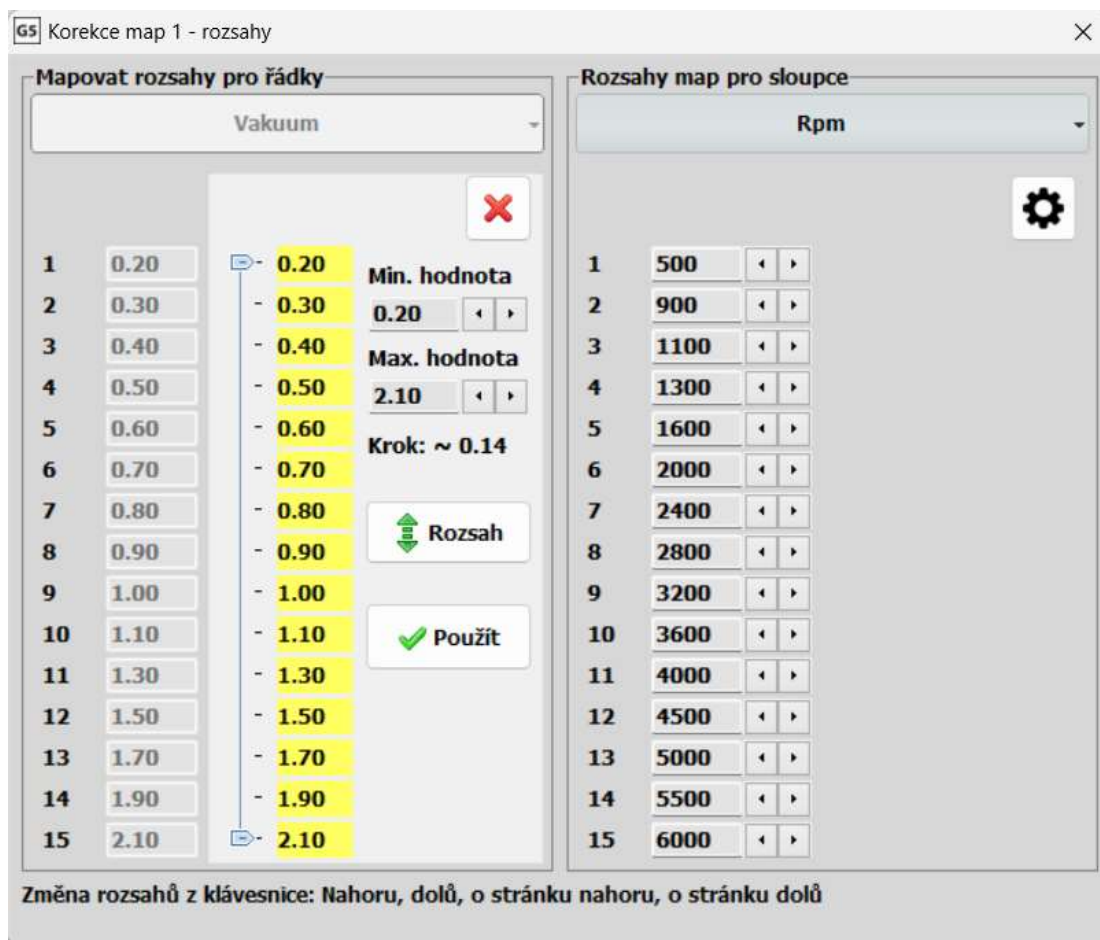 GS Korekce map 1 - rozsahy
Mapovat rozsahy pro řádky
Vakuum
1 0.20 0.20
2 0.30 0.30
3 0.40 0.40
4 0.50 0.50
5 0.60 0.60
6 0.70 0.70
7 0.80 0.80
8 0.90 0.90
9 1.00 1.00
10 1.10 1.10
11 1.30 1.30
12 1.50 1.50
13 1.70 1.70
14 1.90 1.90
15 2.10 2.10
Min. hodnota
0.20
Max. hodnota
2.10
Krok: ~ 0.14
Rozsah
Použít
Rozsahy map pro sloupce
Rpm
1 500
2 900
3 1100
4 1300
5 1600
6 2000
7 2400
8 2800
9 3200
10 3600
11 4000
12 4500
13 5000
14 5500
15 6000
Změna rozsahů z klávesnice: Nahoru, dolů, o stránku nahoru, o stránku dolů